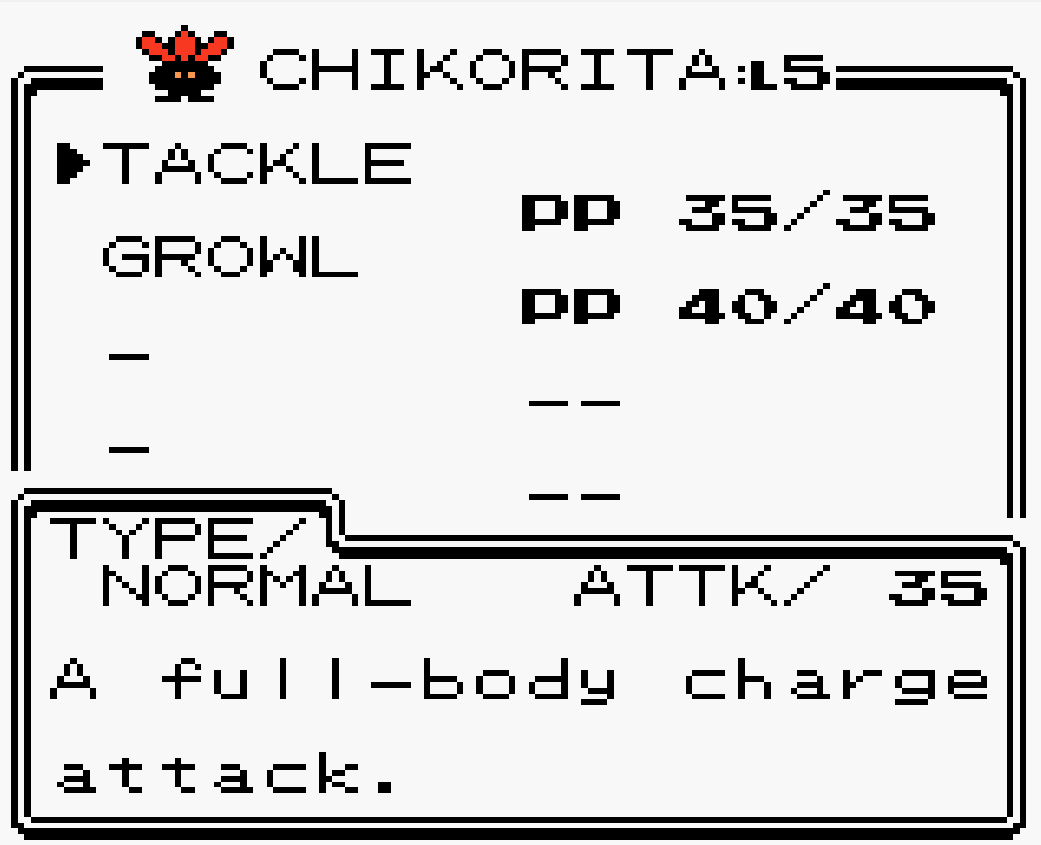 CHIKORITA :L5
TACKLE
PP 35/35
GROWL
PP 40/40
–
--
–
--
TYPE/
NORMAL ATTK/ 35
A full-body charge
attack.